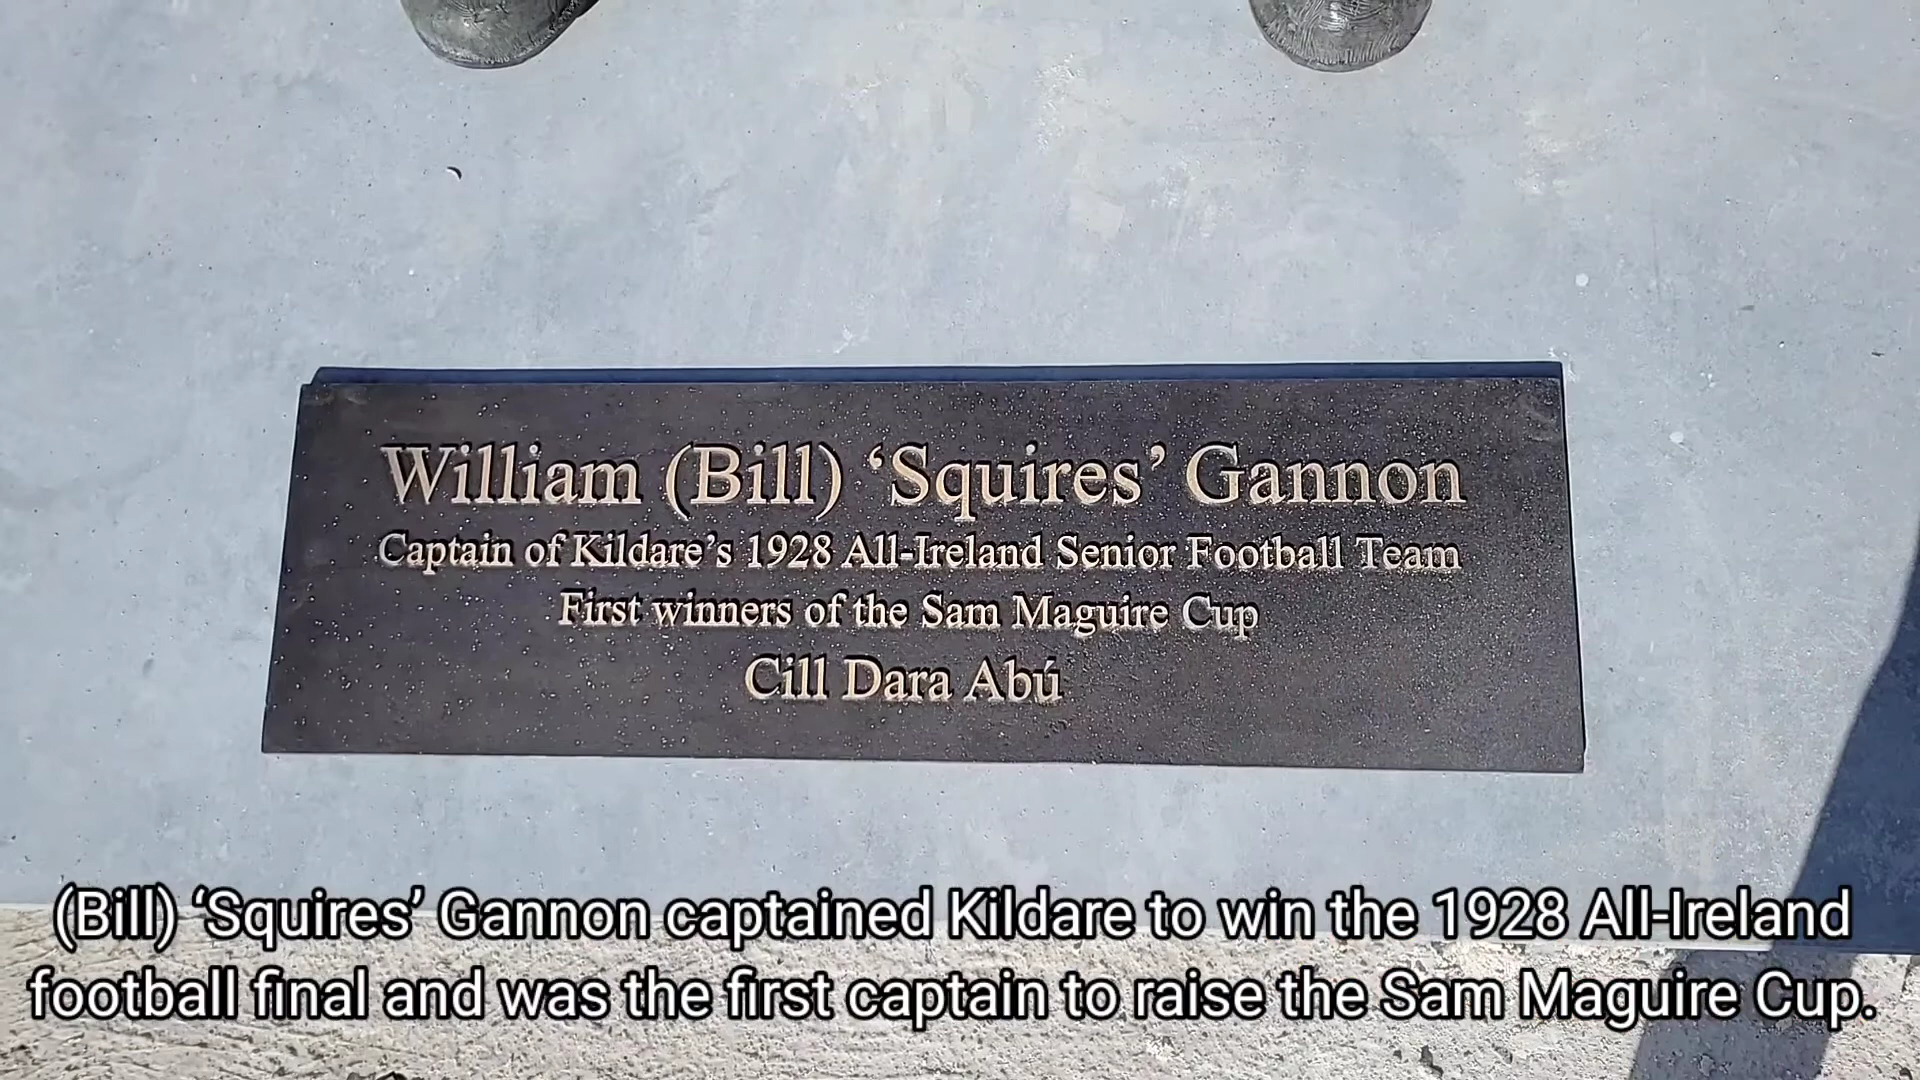 William (Bill) ‘Squires’ Gannon
Captain of Kildare’s 1928 All-Ireland Senior Football Team
First winners of the Sam Maguire Cup
Cill Dara Abú
(Bill) ‘Squires’ Gannon captained Kildare to win the 1928 All-Ireland
football final and was the first captain to raise the Sam Maguire Cup.